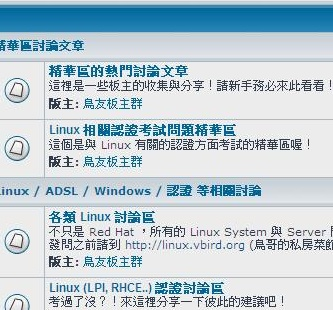 精華區討論文章
精華區的熱門討論文章
這裡是一些板主的收集與分享！請新手務必來此看看！
版主: 鳥友板主群
Linux 相關認證考試問題精華區
這個是與 Linux 有關的認證方面考試的精華區喔！
版主: 鳥友板主群
Linux / ADSL / Windows / 認證 等相關討論
各類 Linux 討論區
不只是 Red Hat ，所有的 Linux System 與 Server
發問之前請到 http://linux.vbird.org (鳥哥的私房菜館
版主: 鳥友板主群
Linux (LPI, RHCE..) 認證討論區
考過了沒？！來這裡分享一下彼此的建議吧！